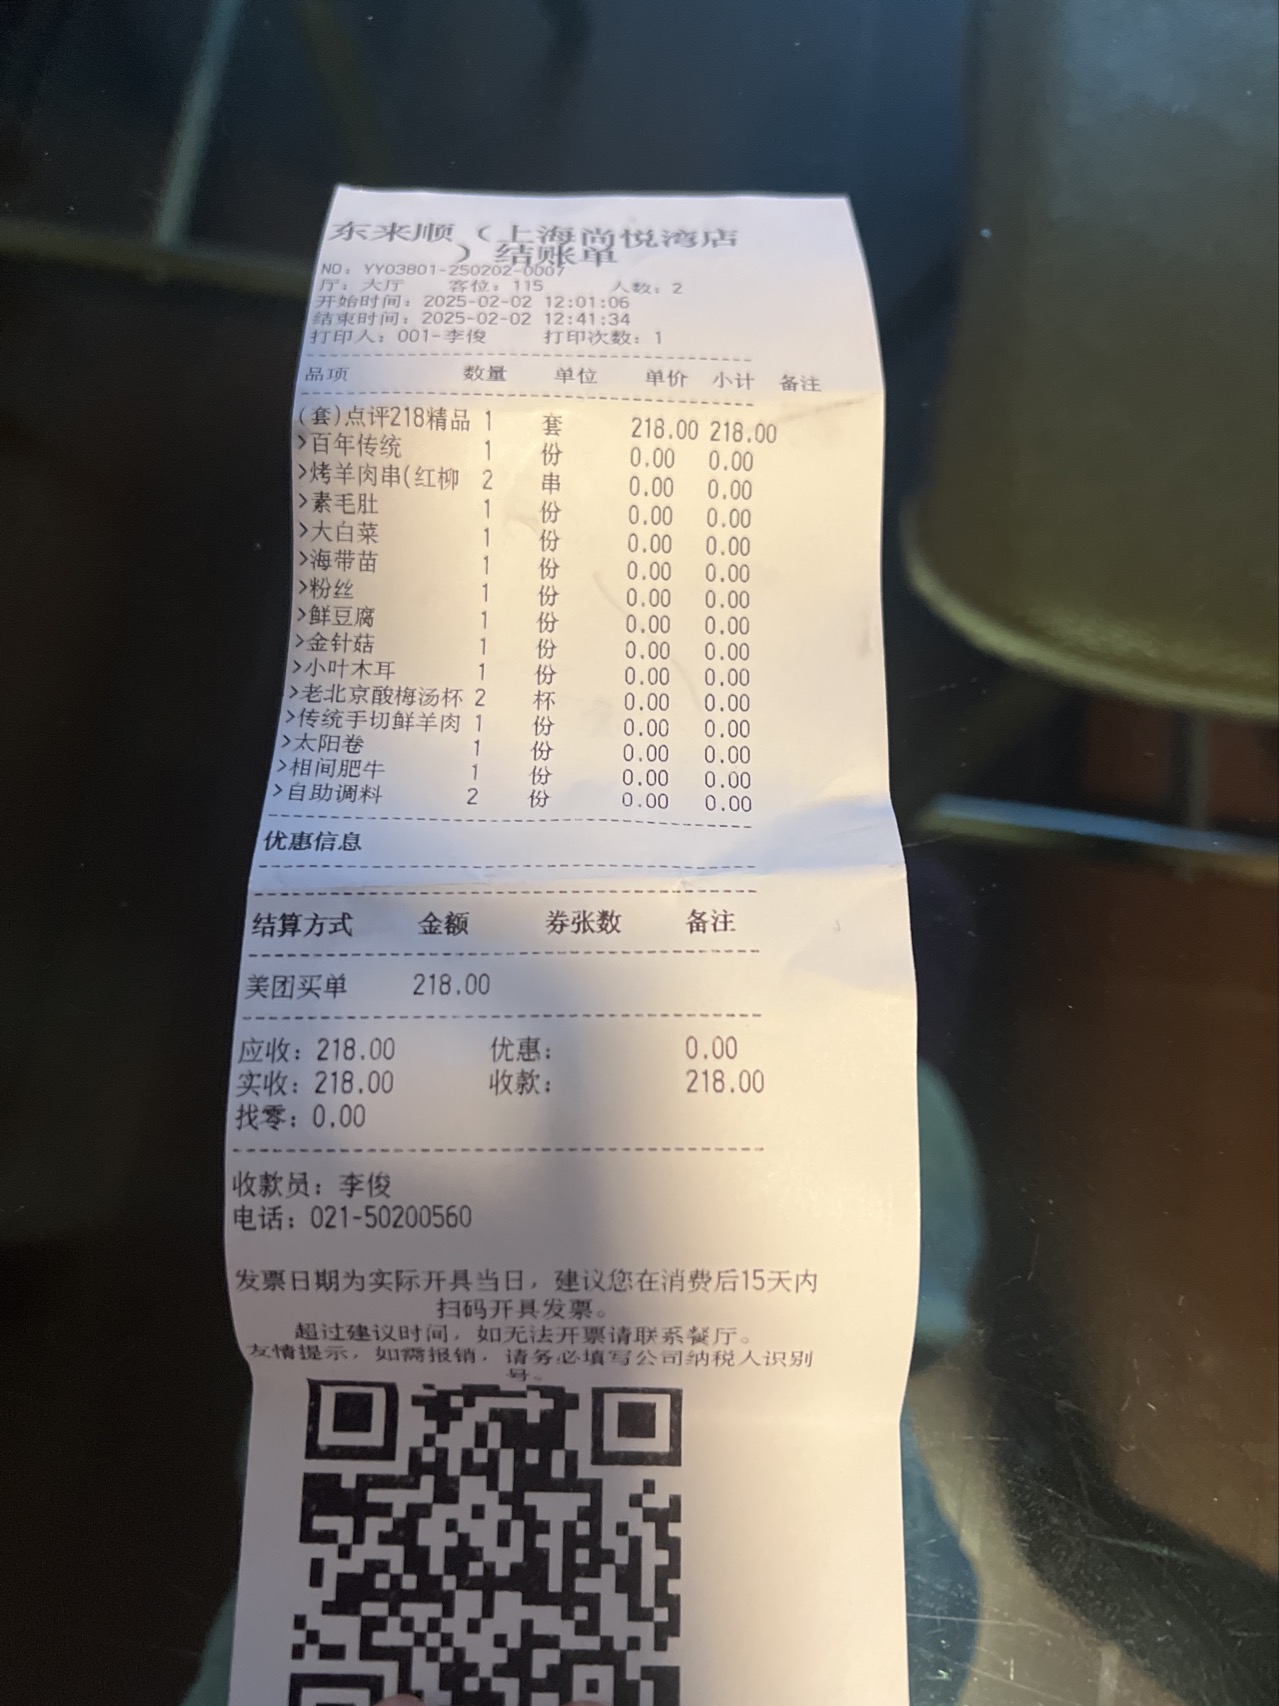 东来顺（上海尚悦湾店
）结账单
NO: YY03801-250202-0007
厅: 大厅 客位: 115 人数: 2
开始时间: 2025-02-02 12:01:06
结束时间: 2025-02-02 12:41:34
打印人: 001-李俊 打印次数: 1
品项 数量 单位 单价 小计 备注
(套)点评218精品 1 套 218.00 218.00
>百年传统 1 份 0.00 0.00
>烤羊肉串(红柳 2 串 0.00 0.00
>素毛肚 1 份 0.00 0.00
>大白菜 1 份 0.00 0.00
>海带苗 1 份 0.00 0.00
>粉丝 1 份 0.00 0.00
>鲜豆腐 1 份 0.00 0.00
>金针菇 1 份 0.00 0.00
>小叶木耳 1 份 0.00 0.00
>老北京酸梅汤杯 2 杯 0.00 0.00
>传统手切鲜羊肉 1 份 0.00 0.00
>太阳卷 1 份 0.00 0.00
>相间肥牛 1 份 0.00 0.00
>自助调料 2 份 0.00 0.00
优惠信息
结算方式 金额 券张数 备注
美团买单 218.00
应收: 218.00 优惠: 0.00
实收: 218.00 收款: 218.00
找零: 0.00
收款员: 李俊
电话: 021-50200560
发票日期为实际开具当日，建议您在消费后15天内
扫码开具发票。
超过建议时间，如无法开票请联系餐厅。
友情提示，如需报销，请务必填写公司纳税人识别
号。